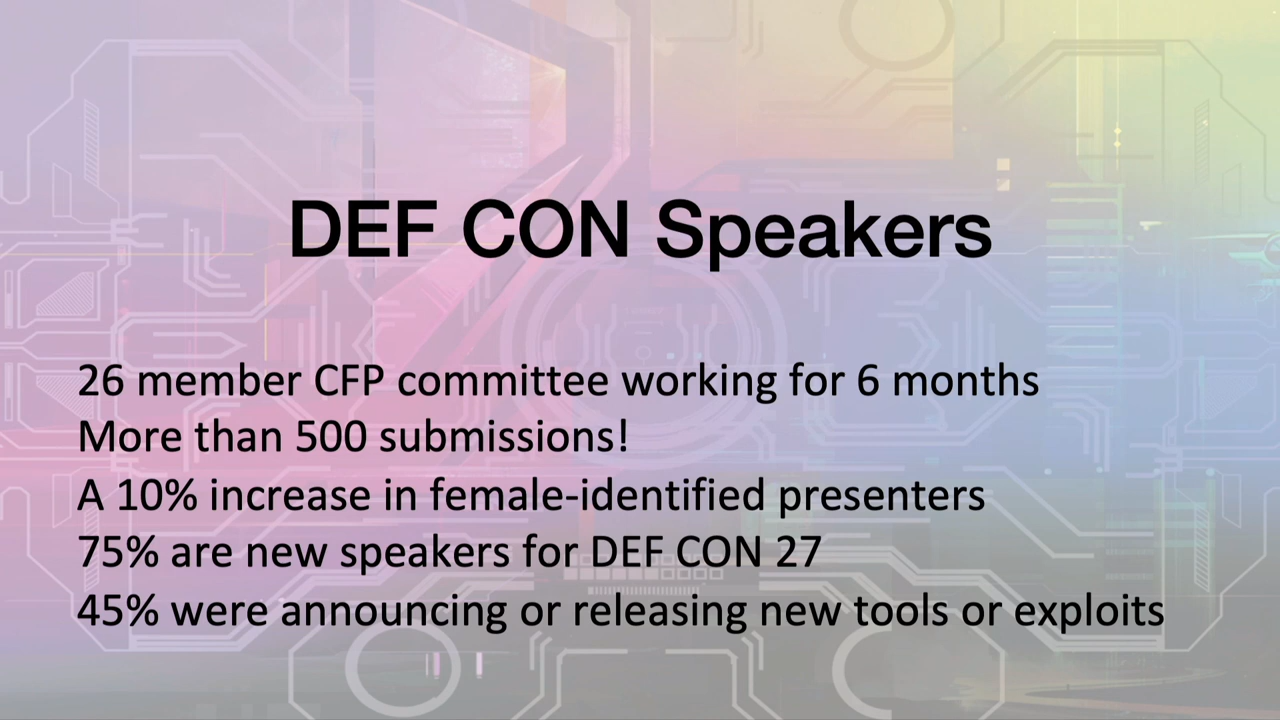 DEF CON Speakers
26 member CFP committee working for 6 months
More than 500 submissions!
A 10% increase in female-identified presenters
75% are new speakers for DEF CON 27
45% were announcing or releasing new tools or exploits